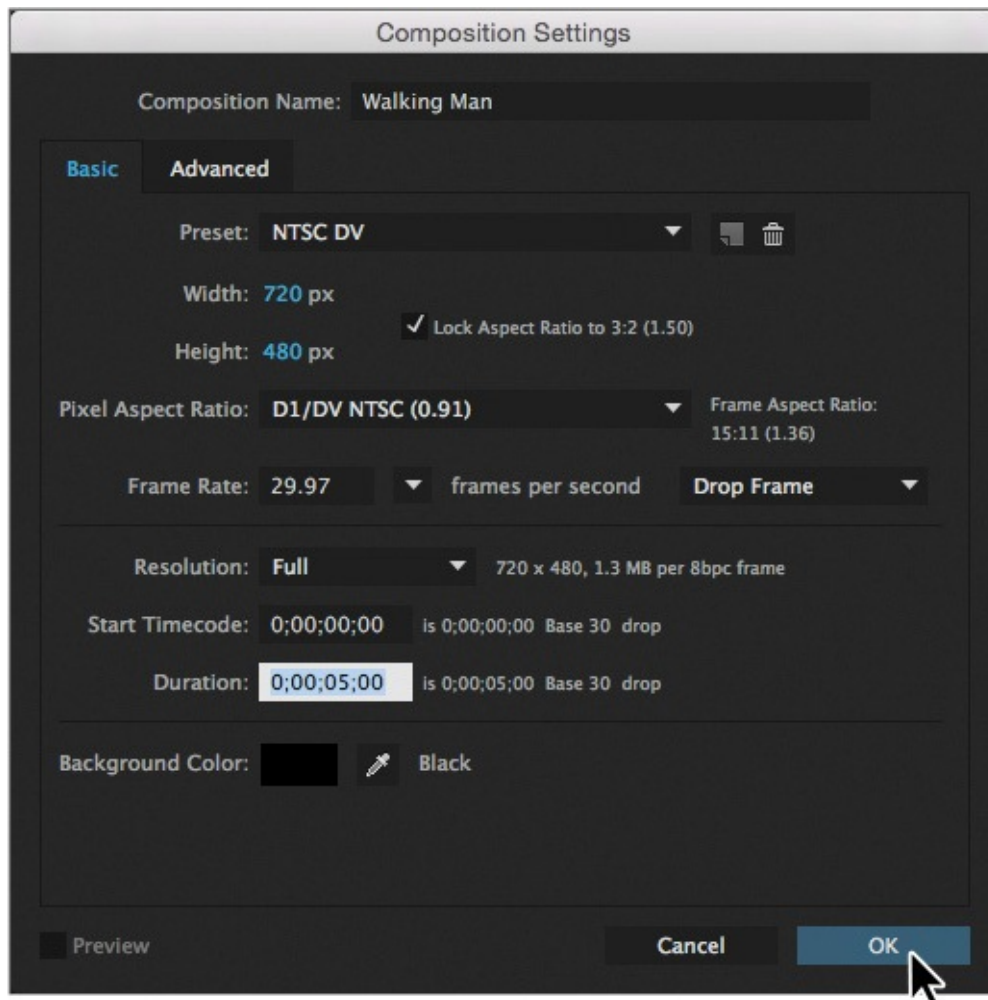 Composition Settings
Composition Name: Walking Man
Basic Advanced
Preset: NTSC DV
Width: 720 px
Lock Aspect Ratio to 3:2 (1.50)
Height: 480 px
Pixel Aspect Ratio: D1/DV NTSC (0.91) Frame Aspect Ratio:
15:11 (1.36)
Frame Rate: 29.97 frames per second Drop Frame
Resolution: Full 720 x 480, 1.3 MB per 8bpc frame
Start Timecode: 0;00;00;00 is 0;00;00;00 Base 30 drop
Duration: 0;00;05;00 is 0;00;05;00 Base 30 drop
Background Color: Black
Preview Cancel OK